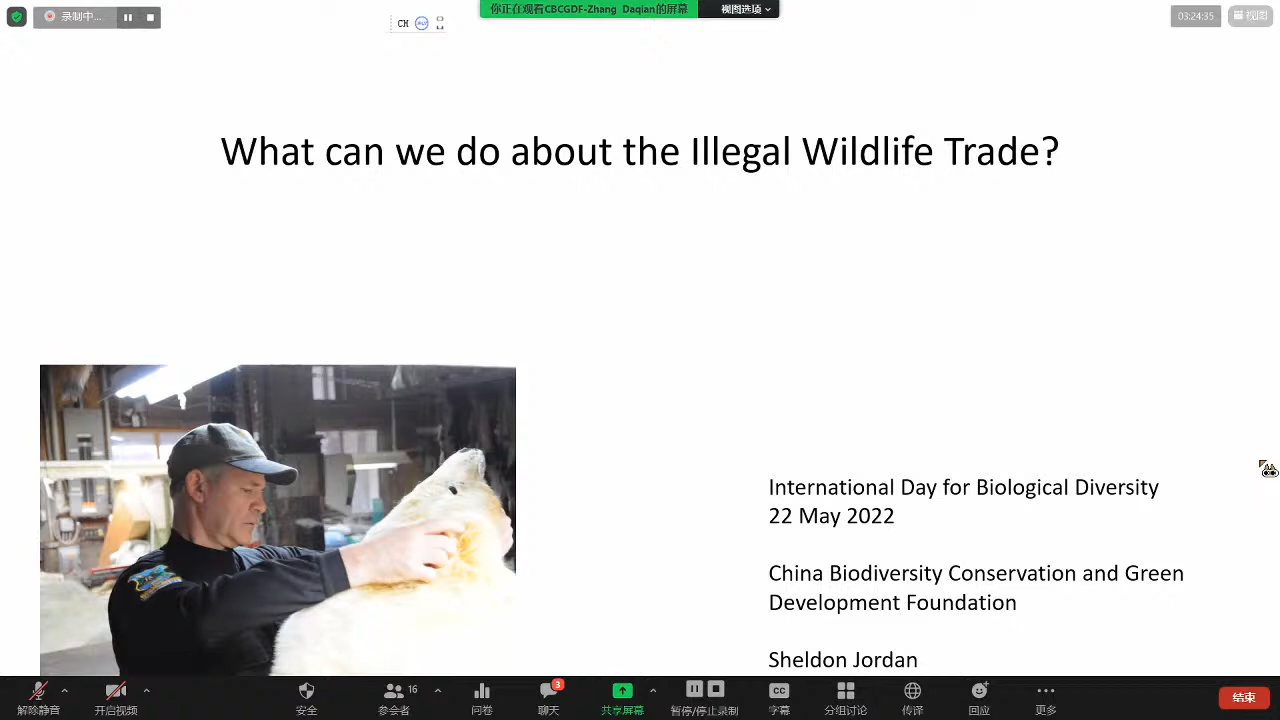 录制中...
CH
你正在观看CBCGDF-Zhang Daqian的屏幕
视图选项
03:24:35
视图
What can we do about the Illegal Wildlife Trade?
International Day for Biological Diversity
22 May 2022
China Biodiversity Conservation and Green
Development Foundation
Sheldon Jordan
解除静音
开启视频
安全
16
参会者
问卷
3
聊天
共享屏幕
暂停/停止录制
CC
字幕
分组讨论
传译
回应
更多
结束